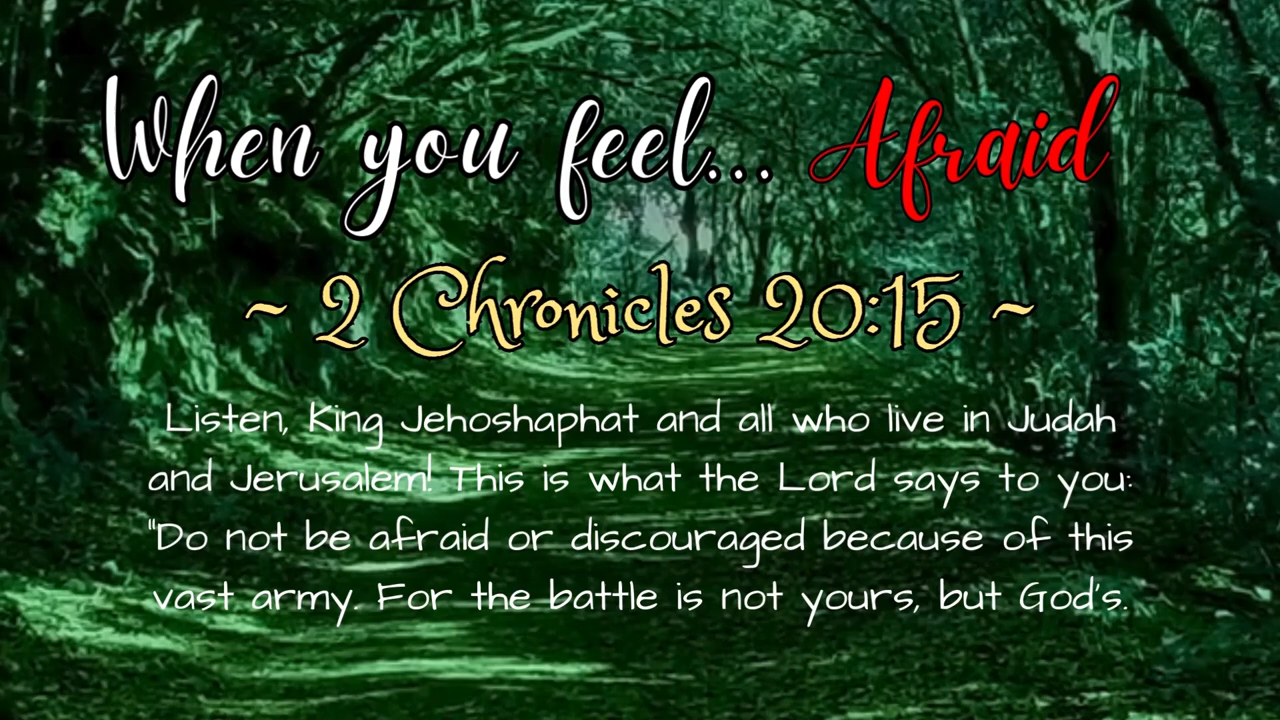 When you feel... Afraid
~ 2 Chronicles 20:15 ~
Listen, King Jehoshaphat and all who live in Judah
and Jerusalem! This is what the Lord says to you:
"Do not be afraid or discouraged because of this
vast army. For the battle is not yours, but God's.